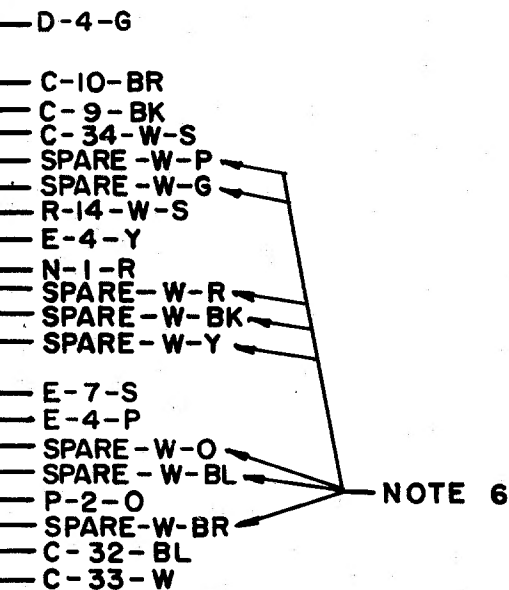 D-4-G
C-10-BR
C-9-BK
C-34-W-S
SPARE-W-P
SPARE-W-G
R-14-W-S
E-4-Y
N-1-R
SPARE-W-R
SPARE-W-BK
SPARE-W-Y
E-7-S
E-4-P
SPARE-W-O
SPARE-W-BL
NOTE 6
P-2-O
SPARE-W-BR
C-32-BL
C-33-W